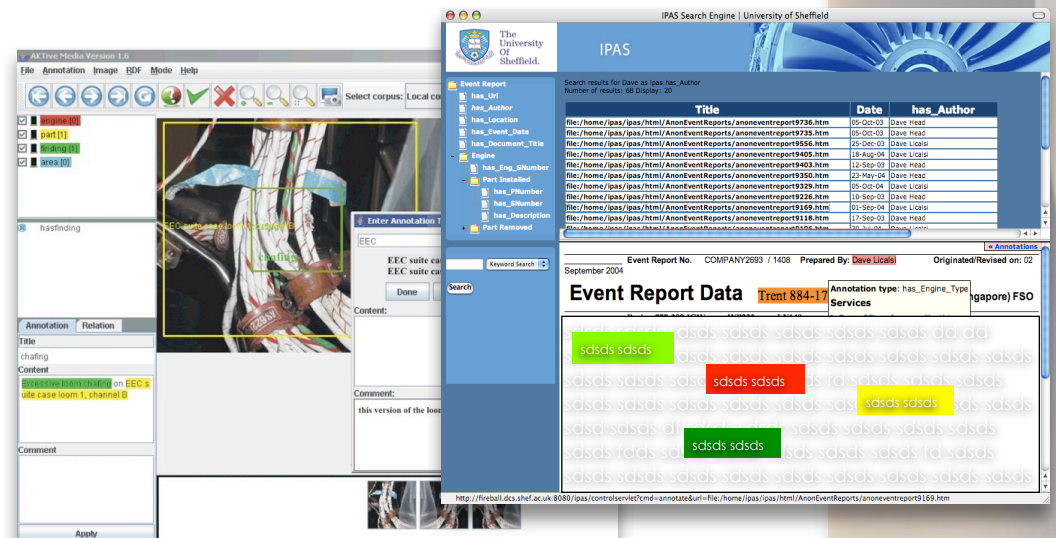 AKTive Media Version 1.6
File Annotation Image RDF Mode Help
Select corpus: Local co
engine [0]
part [1]
finding [1]
area [0]
hasfinding
Annotation Relation
Title
chafing
Content
Excessive loom chafing on EEC s
uite case loom 1, channel B
Comment
Apply
EEC suite case loom 1, channel B
chafing
Enter Annotation T
EEC
EEC suite cas
EEC suite cas
Done
Content:
Comment:
this version of the loon
IPAS Search Engine | University of Sheffield
The
University
Of
Sheffield.
IPAS
Event Report
has_Url
has_Author
has_Location
has_Event_Date
has_Document_Title
Engine
has_Eng_SNumber
Part Installed
has_PNumber
has_SNumber
has_Description
Part Removed
Keyword Search
Search
Search results for Dave as ipas:has_Author
Number of results: 68 Display: 20
Title Date has_Author
file:/home/ipas/ipas/html/AnonEventReports/anoneventreport9736.htm 05-Oct-03 Dave Head
file:/home/ipas/ipas/html/AnonEventReports/anoneventreport9735.htm 05-Oct-03 Dave Head
file:/home/ipas/ipas/html/AnonEventReports/anoneventreport9556.htm 25-Dec-03 Dave Licalsi
file:/home/ipas/ipas/html/AnonEventReports/anoneventreport9405.htm 18-Aug-04 Dave Licalsi
file:/home/ipas/ipas/html/AnonEventReports/anoneventreport9403.htm 12-Sep-03 Dave Head
file:/home/ipas/ipas/html/AnonEventReports/anoneventreport9350.htm 23-May-04 Dave Head
file:/home/ipas/ipas/html/AnonEventReports/anoneventreport9329.htm 05-Oct-04 Dave Licalsi
file:/home/ipas/ipas/html/AnonEventReports/anoneventreport9226.htm 10-Sep-03 Dave Licalsi
file:/home/ipas/ipas/html/AnonEventReports/anoneventreport9169.htm 01-Sep-04 Dave Licalsi
file:/home/ipas/ipas/html/AnonEventReports/anoneventreport9118.htm 17-Sep-03 Dave Head
« Annotations
Event Report No. COMPANY2693 / 1408 Prepared By: Dave Licalsi Originated/Revised on: 02
September 2004
Event Report Data Trent 884-17 ngapore) FSO
Annotation type: has_Engine_Type
Services
sdsds sdsds
sdsds sdsds
sdsds sdsds
sdsds sdsds
http://fireball.dcs.shef.ac.uk:8080/ipas/controlservlet?cmd=annotate&url=file:/home/ipas/ipas/html/AnonEventReports/anoneventreport9169.htm